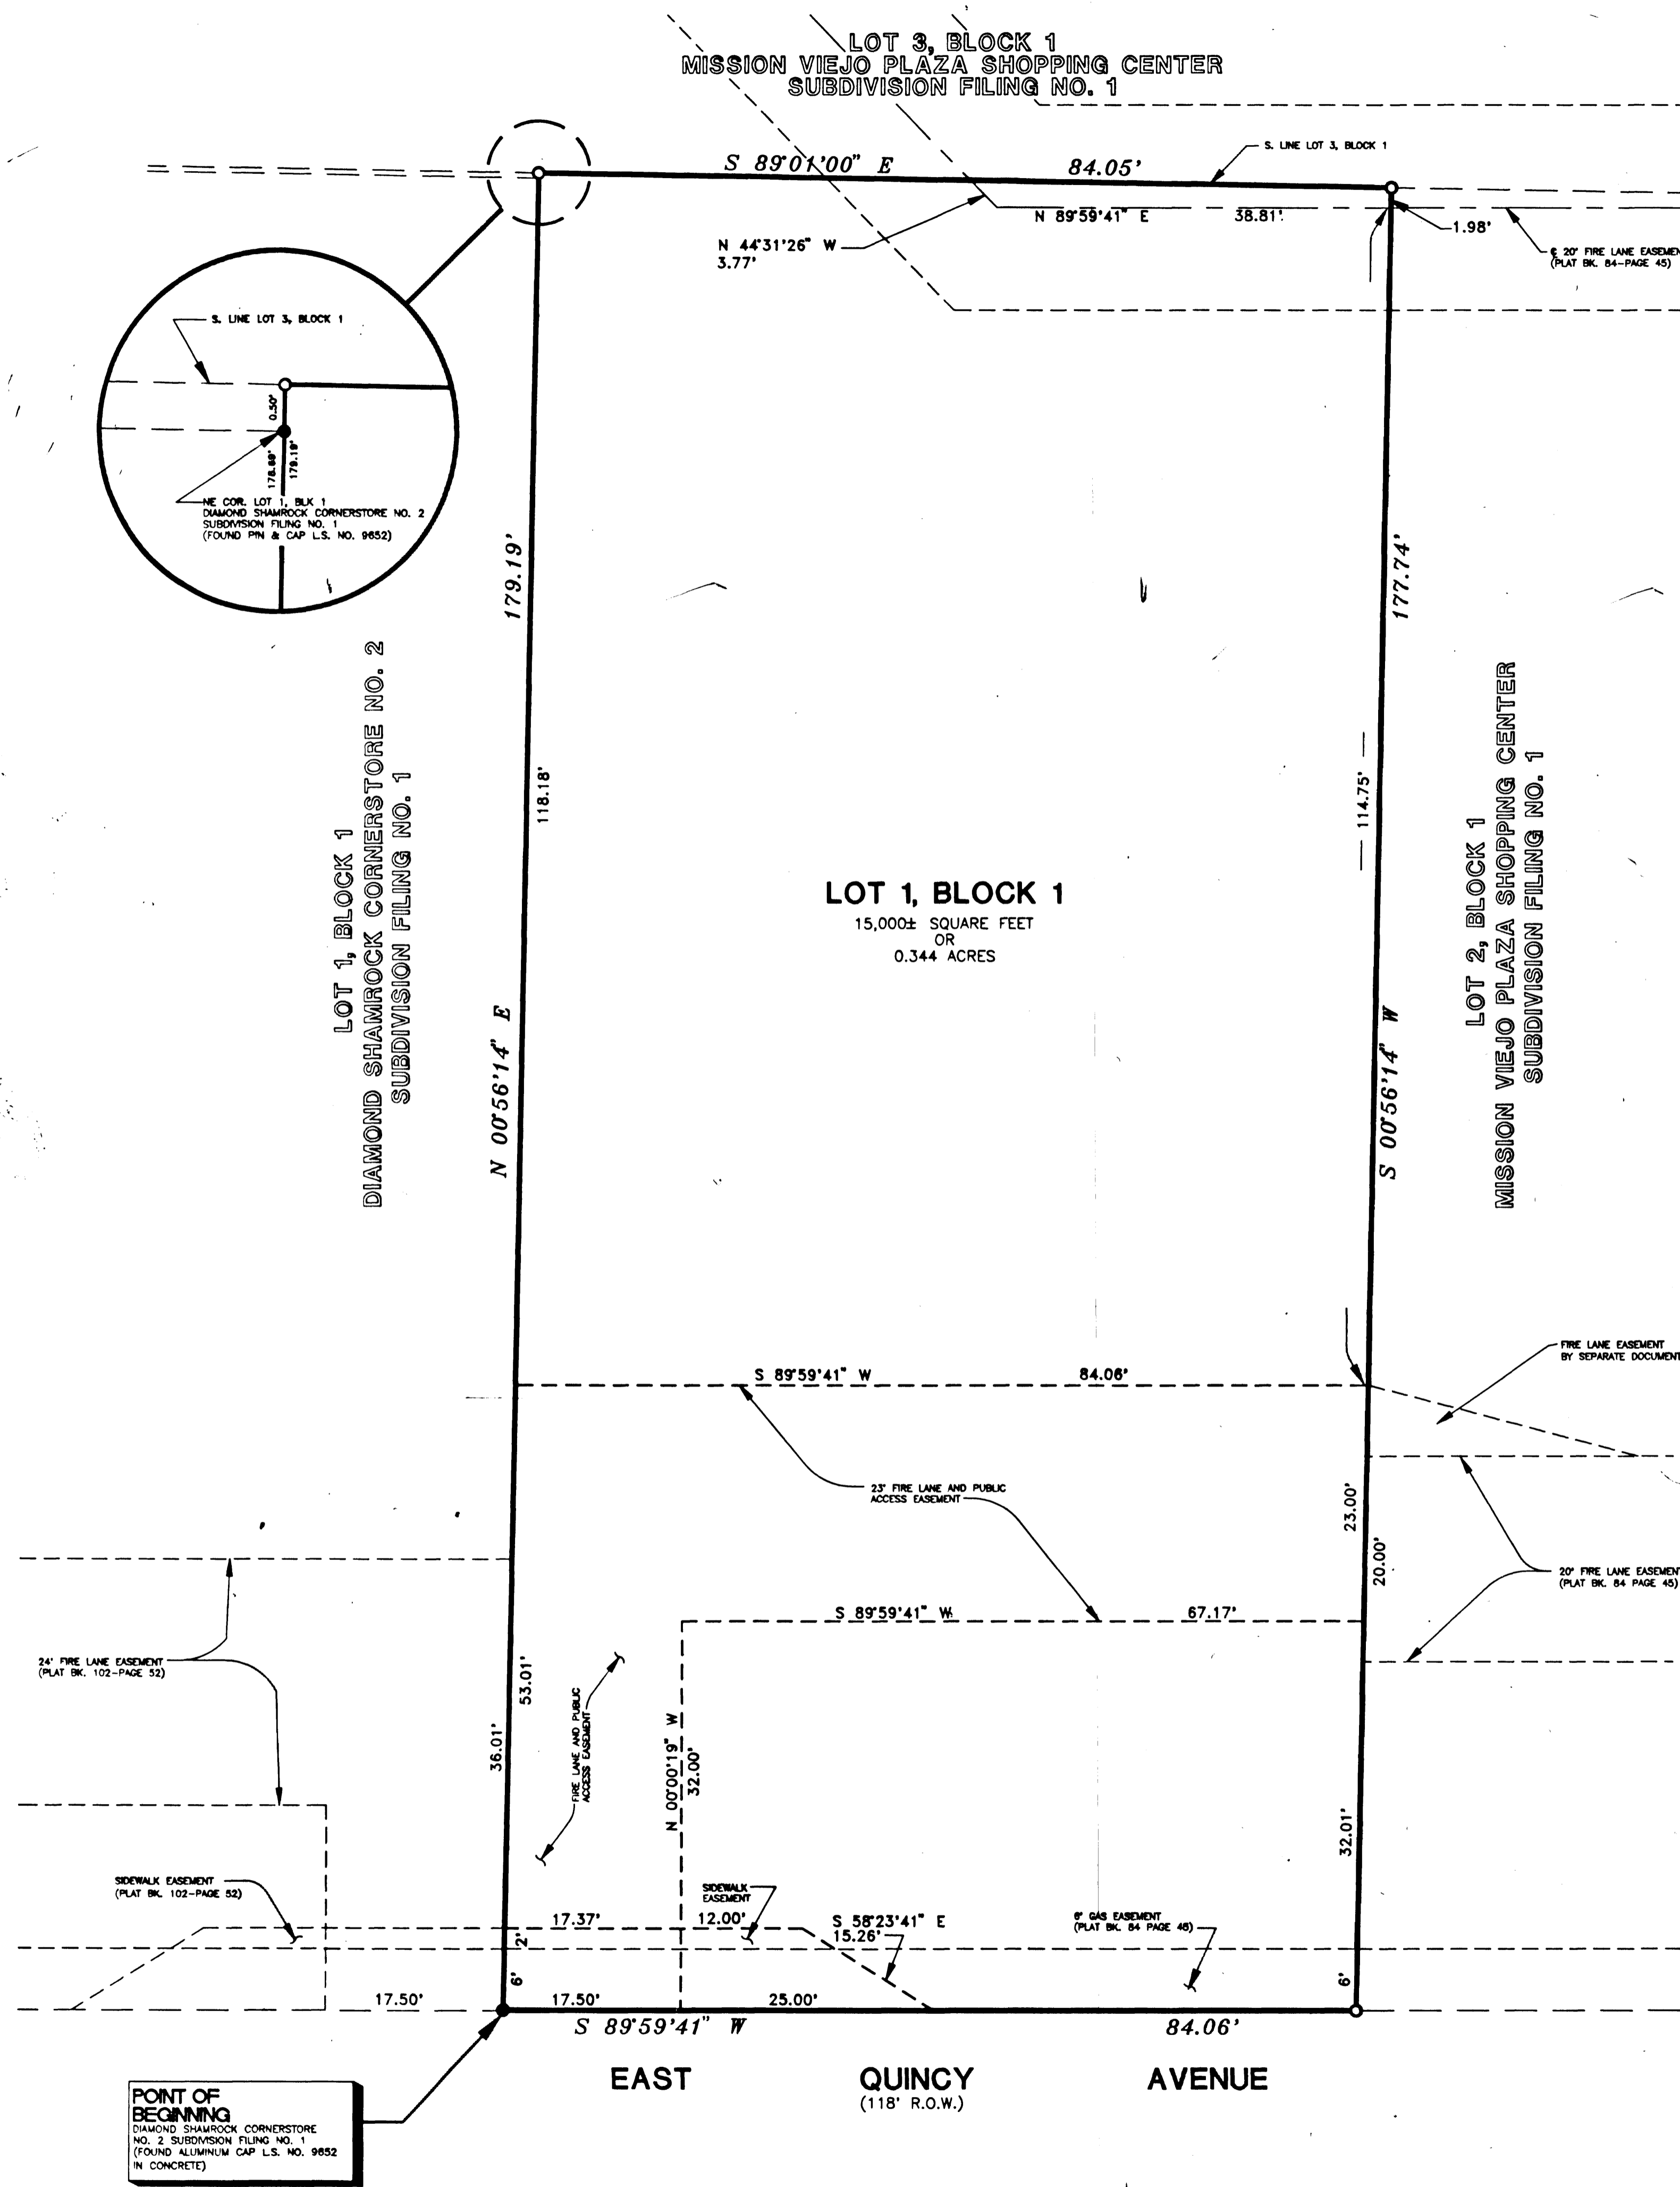 LOT 3, BLOCK 1
MISSION VIEJO PLAZA SHOPPING CENTER
SUBDIVISION FILING NO. 1
S 89°01'00" E 84.05'
S. LINE LOT 3, BLOCK 1
N 89°59'41" E 38.81'
1.98'
N 44°31'26" W
3.77'
℄ 20' FIRE LANE EASEMEN
(PLAT BK. 84-PAGE 45)
S. LINE LOT 3, BLOCK 1
0.50'
178.69'
179.19'
NE COR. LOT 1, BLK 1
DIAMOND SHAMROCK CORNERSTORE NO. 2
SUBDIVISION FILING NO. 1
(FOUND PIN & CAP L.S. NO. 9652)
179.19'
177.74'
LOT 1, BLOCK 1
DIAMOND SHAMROCK CORNERSTORE NO. 2
SUBDIVISION FILING NO. 1
118.18'
114.75'
LOT 2, BLOCK 1
MISSION VIEJO PLAZA SHOPPING CENTER
SUBDIVISION FILING NO. 1
LOT 1, BLOCK 1
15,000± SQUARE FEET
OR
0.344 ACRES
N 00°56'14" E
S 00°56'14" W
FIRE LANE EASEMENT
BY SEPARATE DOCUMENT
S 89°59'41" W 84.06'
23' FIRE LANE AND PUBLIC
ACCESS EASEMENT
23.00'
20.00'
20' FIRE LANE EASEMENT
(PLAT BK. 84 PAGE 45)
S 89°59'41" W 67.17'
24' FIRE LANE EASEMENT
(PLAT BK. 102-PAGE 52)
53.01'
36.01'
FIRE LANE AND PUBLIC
ACCESS EASEMENT
N 00°00'19" W
32.00'
32.01'
SIDEWALK EASEMENT
(PLAT BK. 102-PAGE 52)
SIDEWALK
EASEMENT
17.37' 12.00'
S 58°23'41" E
15.26'
6' GAS EASEMENT
(PLAT BK. 84 PAGE 46)
2'
6'
6'
17.50' 17.50' 25.00'
S 89°59'41" W 84.06'
EAST QUINCY AVENUE
(118' R.O.W.)
POINT OF
BEGINNING
DIAMOND SHAMROCK CORNERSTORE
NO. 2 SUBDIVISION FILING NO. 1
(FOUND ALUMINUM CAP L.S. NO. 9652
IN CONCRETE)